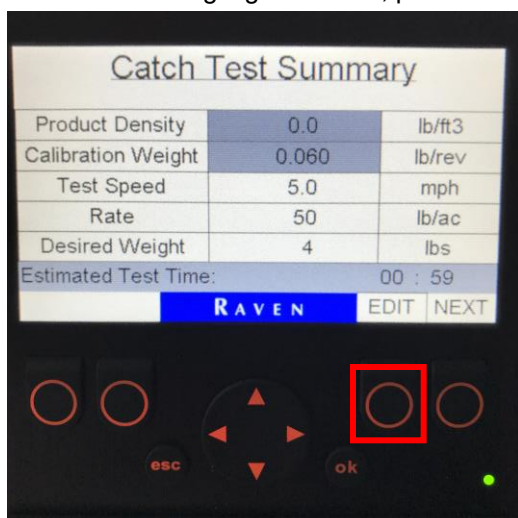 Catch Test Summary
Product Density 0.0 lb/ft3
Calibration Weight 0.060 lb/rev
Test Speed 5.0 mph
Rate 50 lb/ac
Desired Weight 4 lbs
Estimated Test Time: 00 : 59
RAVEN EDIT NEXT
esc ok